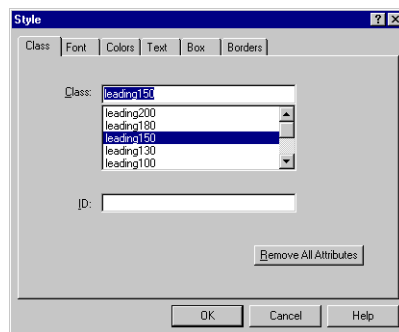 Style
Class Font Colors Text Box Borders
Class: leading150
leading200
leading180
leading150
leading130
leading100
ID:
Remove All Attributes
OK Cancel Help